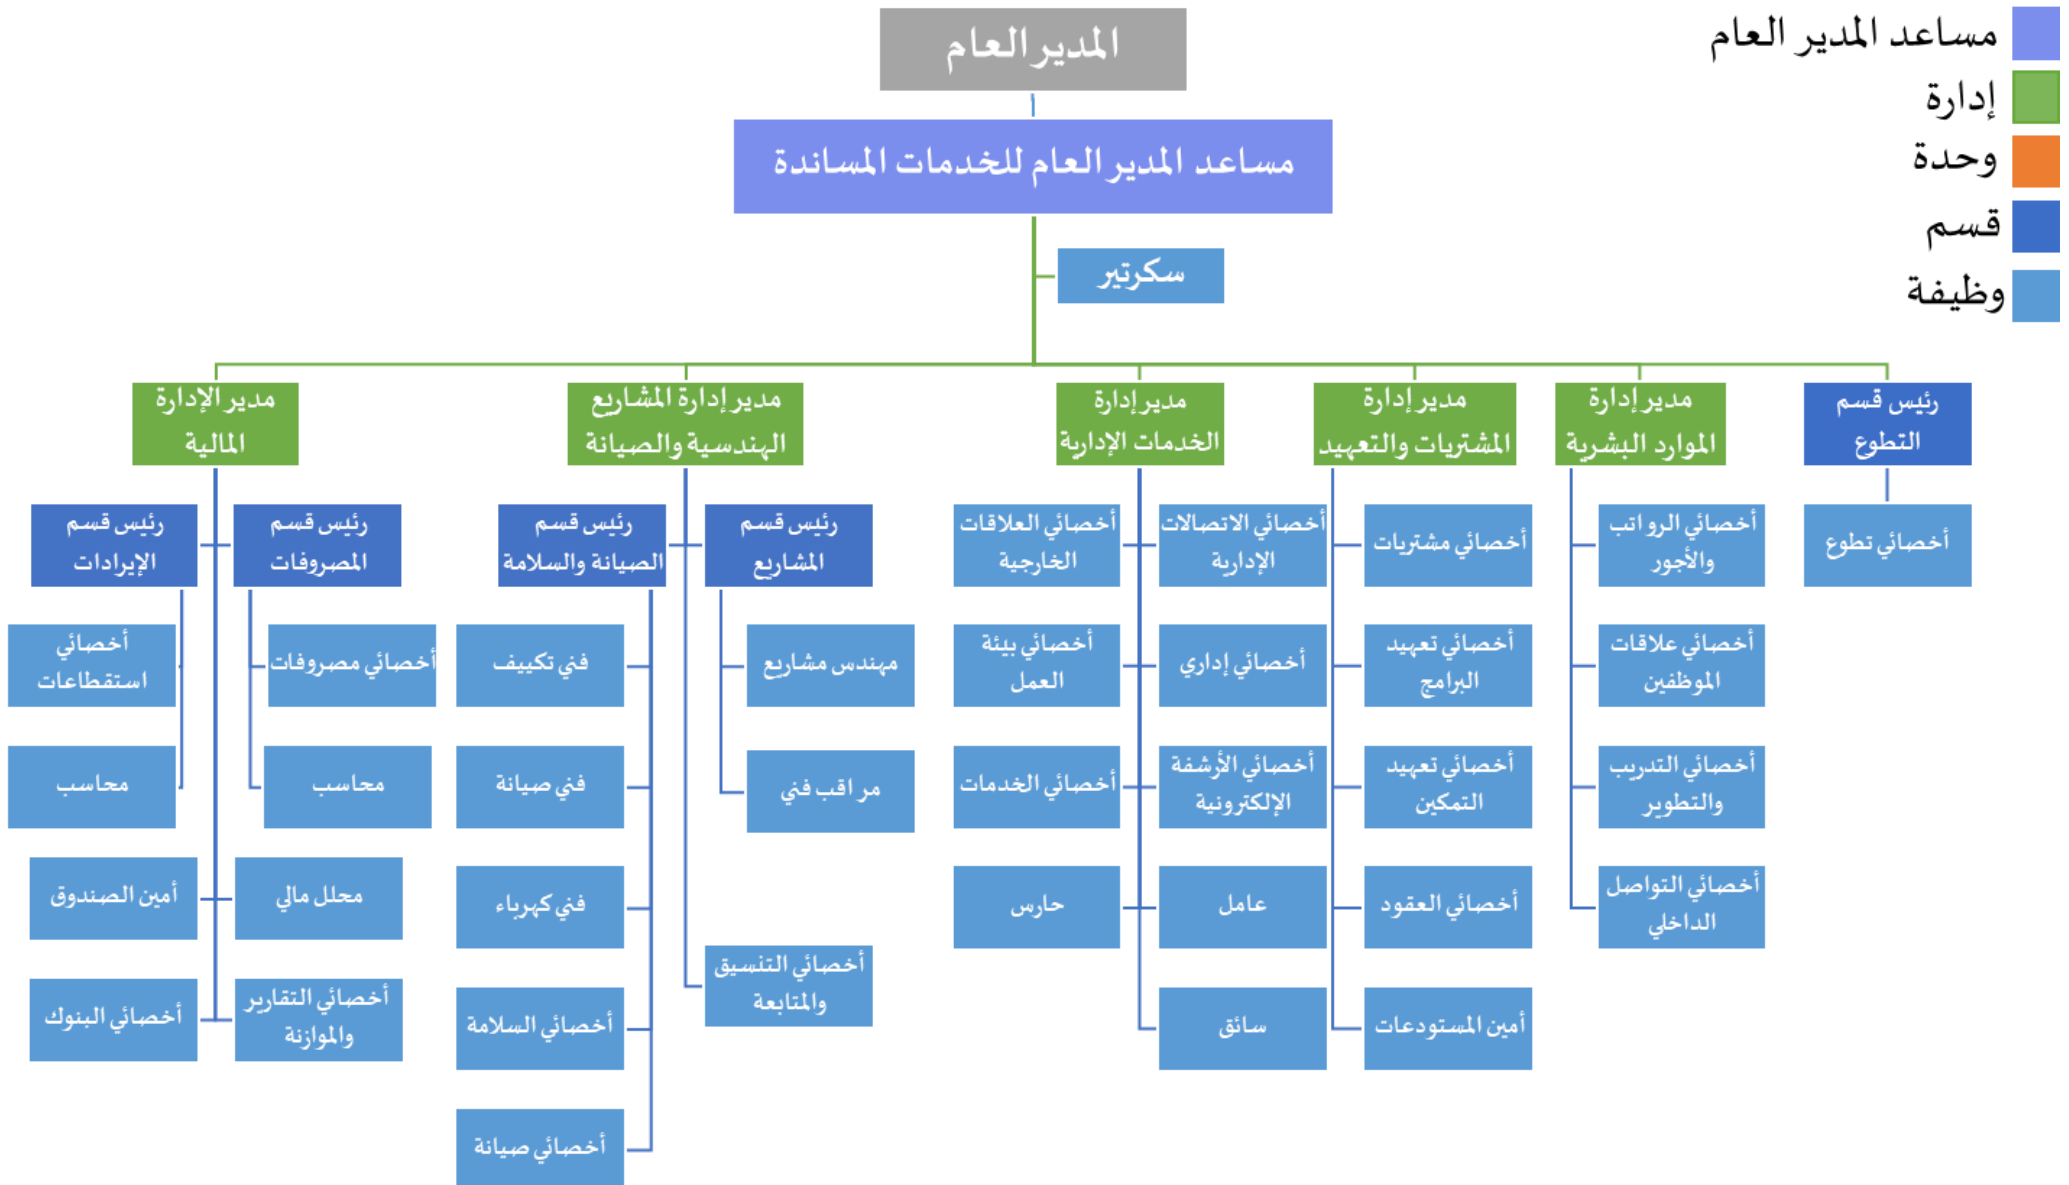 المدير العام
مساعد المدير العام للخدمات المساندة
سكرتير
مساعد المدير العام
إدارة
وحدة
قسم
وظيفة
رئيس قسم
التطوع
أخصائي تطوع
مدير إدارة
الموارد البشرية
أخصائي الرواتب
والأجور
أخصائي علاقات
الموظفين
أخصائي التدريب
والتطوير
أخصائي التواصل
الداخلي
مدير إدارة
المشتريات والتعهيد
أخصائي مشتريات
أخصائي تعهيد
البرامج
أخصائي تعهيد
التمكين
أخصائي العقود
أمين المستودعات
مدير إدارة
الخدمات الإدارية
أخصائي الاتصالات
الإدارية
أخصائي العلاقات
الخارجية
أخصائي إداري
أخصائي بيئة
العمل
أخصائي الأرشفة
الإلكترونية
أخصائي الخدمات
عامل
حارس
سائق
مدير إدارة المشاريع
الهندسية والصيانة
رئيس قسم
المشاريع
مهندس مشاريع
مراقب فني
أخصائي التنسيق
والمتابعة
رئيس قسم
الصيانة والسلامة
فني تكييف
فني صيانة
فني كهرباء
أخصائي السلامة
أخصائي صيانة
مدير الإدارة
المالية
رئيس قسم
المصروفات
أخصائي مصروفات
محاسب
رئيس قسم
الإيرادات
أخصائي
استقطاعات
محاسب
محلل مالي
أمين الصندوق
أخصائي التقارير
والموازنة
أخصائي البنوك